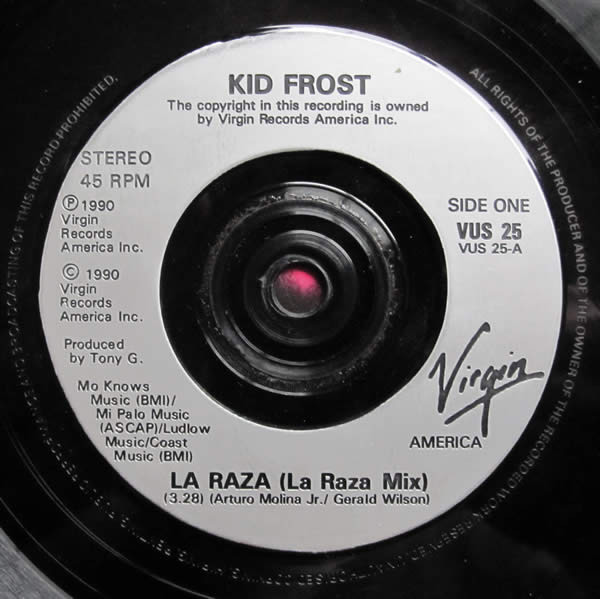 KID FROST
The copyright in this recording is owned
by Virgin Records America Inc.
STEREO
45 RPM
Ⓟ 1990
Virgin
Records
America Inc.
© 1990
Virgin
Records
America Inc.
Produced
by Tony G.
Mo Knows
Music (BMI)/
Mi Palo Music
(ASCAP)/Ludlow
Music/Coast
Music (BMI)
SIDE ONE
VUS 25
VUS 25-A
Virgin
AMERICA
LA RAZA (La Raza Mix)
(3.28) (Arturo Molina Jr./ Gerald Wilson)
ALL RIGHTS OF THE PRODUCER AND OF THE OWNER OF THE RECORDED WORK RESERVED
BROADCASTING OF THIS RECORD PROHIBITED.